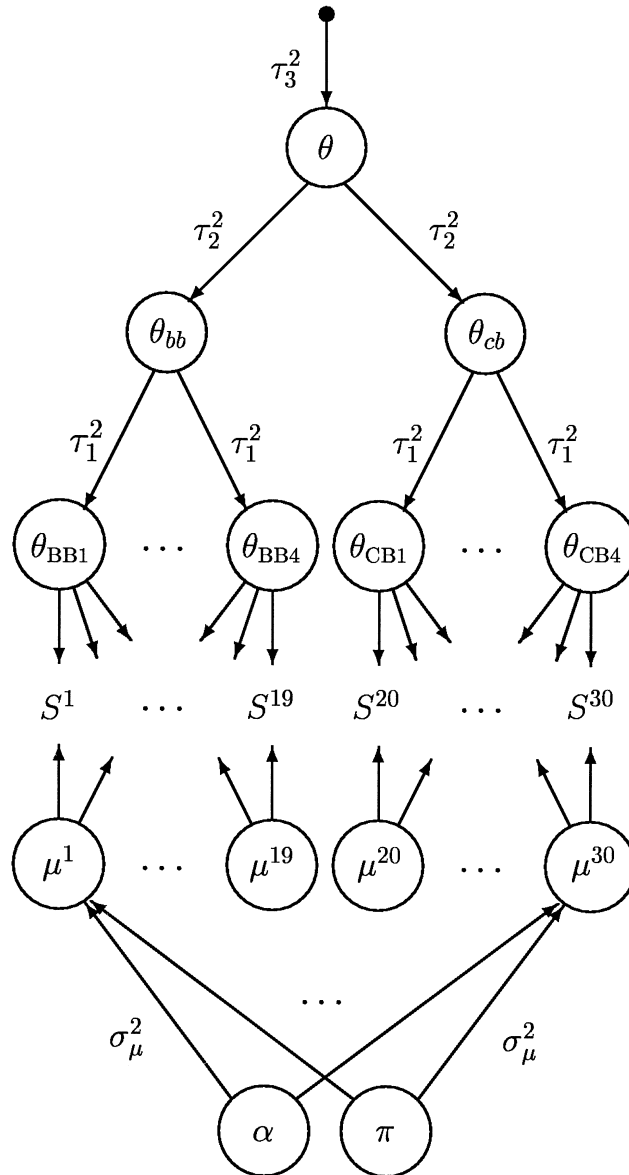 τ₃²
θ
τ₂² τ₂²
θ_bb θ_cb
τ₁² τ₁² τ₁² τ₁²
θ_BB1 ... θ_BB4 θ_CB1 ... θ_CB4
S¹ ... S¹⁹ S²⁰ ... S³⁰
μ¹ ... μ¹⁹ μ²⁰ ... μ³⁰
...
σ_μ² σ_μ²
α π